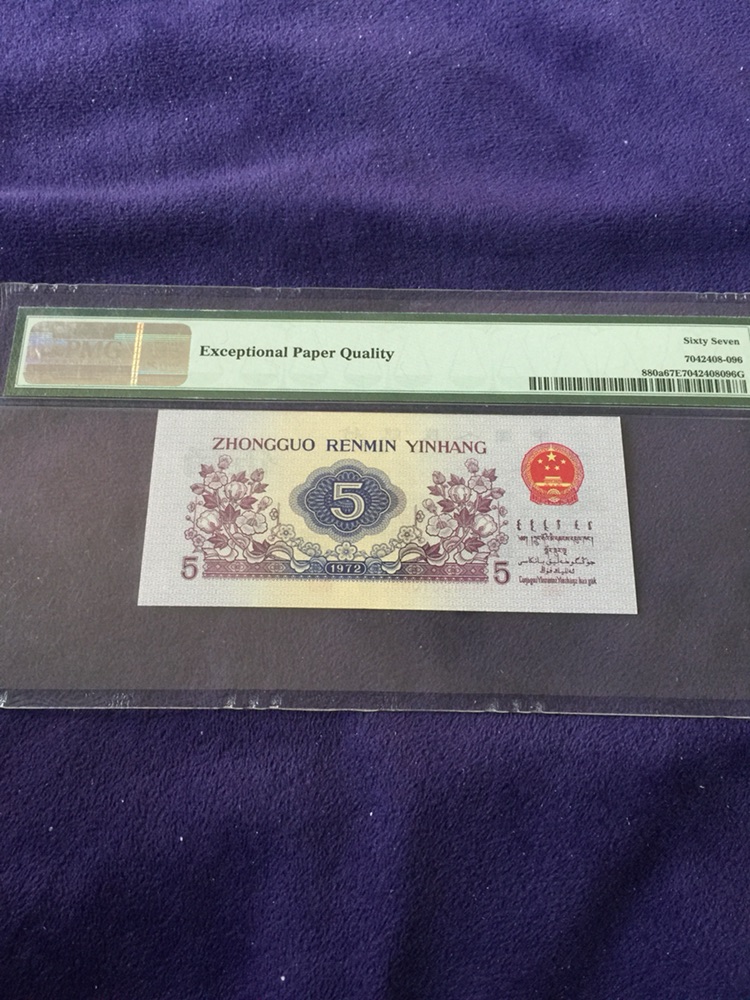 PMG
Exceptional Paper Quality
Sixty Seven
7042408-096
880a67E7042408096G
ZHONGGUO RENMIN YINHANG
5
5
1972
5